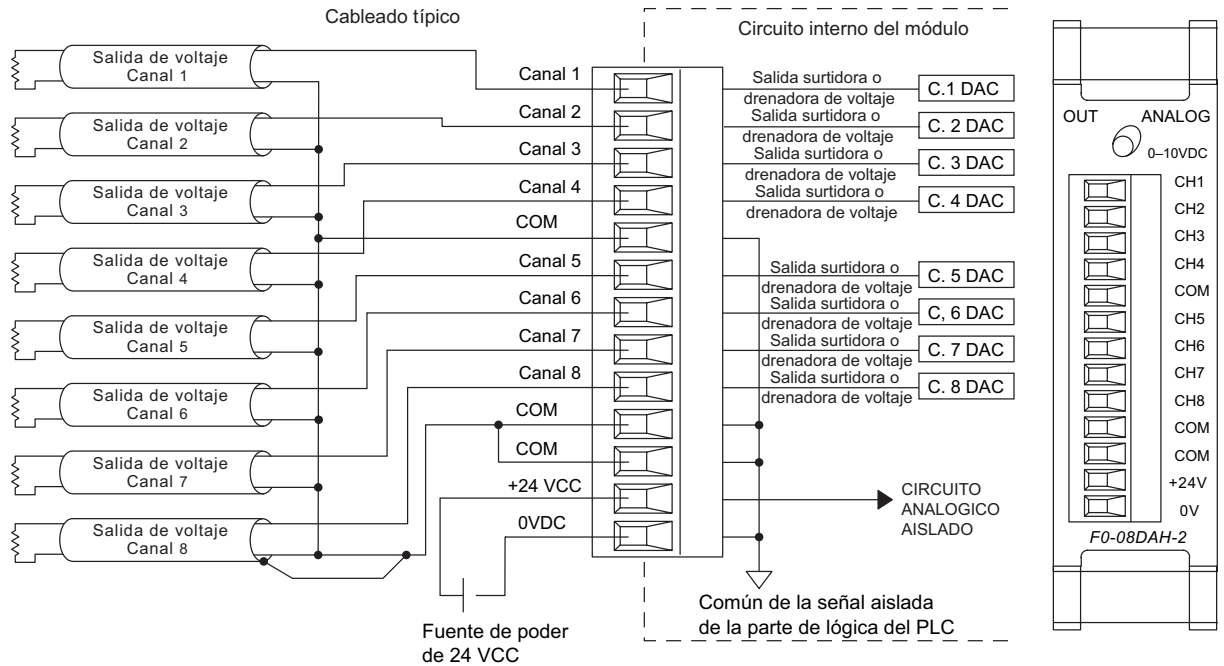 Cableado típico
Circuito interno del módulo
Salida de voltaje
Canal 1
Salida de voltaje
Canal 2
Salida de voltaje
Canal 3
Salida de voltaje
Canal 4
Salida de voltaje
Canal 5
Salida de voltaje
Canal 6
Salida de voltaje
Canal 7
Salida de voltaje
Canal 8
Canal 1
Canal 2
Canal 3
Canal 4
COM
Canal 5
Canal 6
Canal 7
Canal 8
COM
COM
+24 VCC
0VDC
Fuente de poder
de 24 VCC
Salida surtidora o
drenadora de voltaje
C.1 DAC
Salida surtidora o
drenadora de voltaje
C. 2 DAC
Salida surtidora o
drenadora de voltaje
C. 3 DAC
Salida surtidora o
drenadora de voltaje
C. 4 DAC
Salida surtidora o
drenadora de voltaje
C. 5 DAC
Salida surtidora o
drenadora de voltaje
C, 6 DAC
Salida surtidora o
drenadora de voltaje
C. 7 DAC
Salida surtidora o
drenadora de voltaje
C. 8 DAC
CIRCUITO
ANALOGICO
AISLADO
Común de la señal aislada
de la parte de lógica del PLC
OUT ANALOG
0–10VDC
CH1
CH2
CH3
CH4
COM
CH5
CH6
CH7
CH8
COM
COM
+24V
0V
F0-08DAH-2